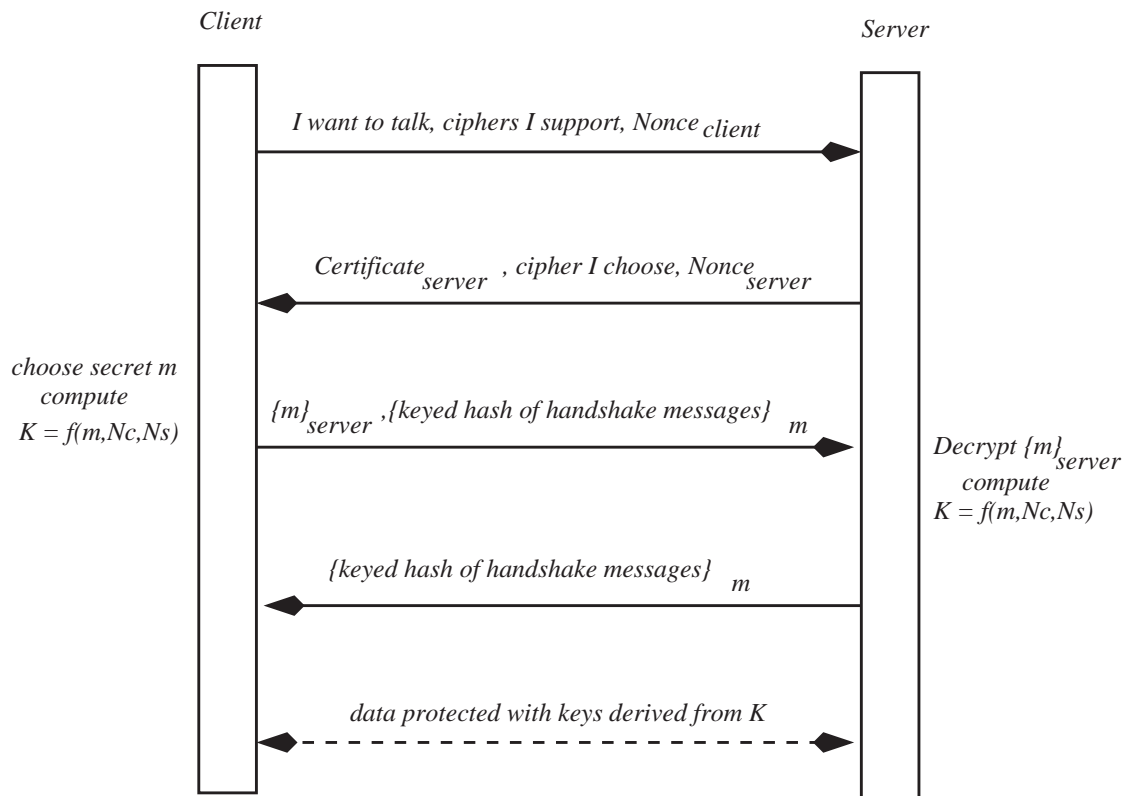 Client
Server
I want to talk, ciphers I support, Nonce client
Certificate server , cipher I choose, Nonce server
choose secret m
compute
K = f(m,Nc,Ns)
{m} server ,{keyed hash of handshake messages} m
Decrypt {m} server
compute
K = f(m,Nc,Ns)
{keyed hash of handshake messages} m
data protected with keys derived from K